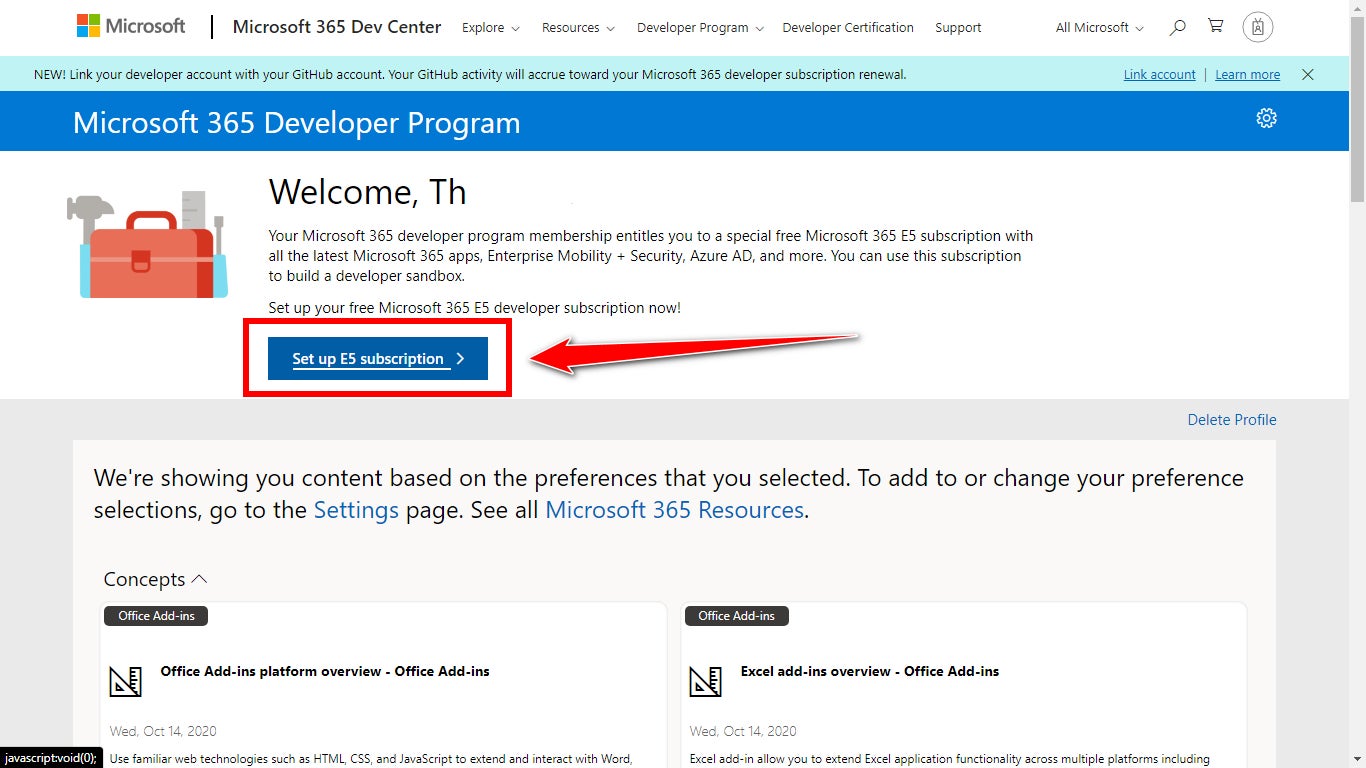 Microsoft
Microsoft 365 Dev Center
Explore
Resources
Developer Program
Developer Certification
Support
All Microsoft
NEW! Link your developer account with your GitHub account. Your GitHub activity will accrue toward your Microsoft 365 developer subscription renewal.
Link account | Learn more
Microsoft 365 Developer Program
Welcome, Th
Your Microsoft 365 developer program membership entitles you to a special free Microsoft 365 E5 subscription with
all the latest Microsoft 365 apps, Enterprise Mobility + Security, Azure AD, and more. You can use this subscription
to build a developer sandbox.
Set up your free Microsoft 365 E5 developer subscription now!
Set up E5 subscription
Delete Profile
We're showing you content based on the preferences that you selected. To add to or change your preference
selections, go to the Settings page. See all Microsoft 365 Resources.
Concepts
Office Add-ins
Office Add-ins platform overview - Office Add-ins
Wed, Oct 14, 2020
Use familiar web technologies such as HTML, CSS, and JavaScript to extend and interact with Word,
Office Add-ins
Excel add-ins overview - Office Add-ins
Wed, Oct 14, 2020
Excel add-in allow you to extend Excel application functionality across multiple platforms including
javascript:void(0);